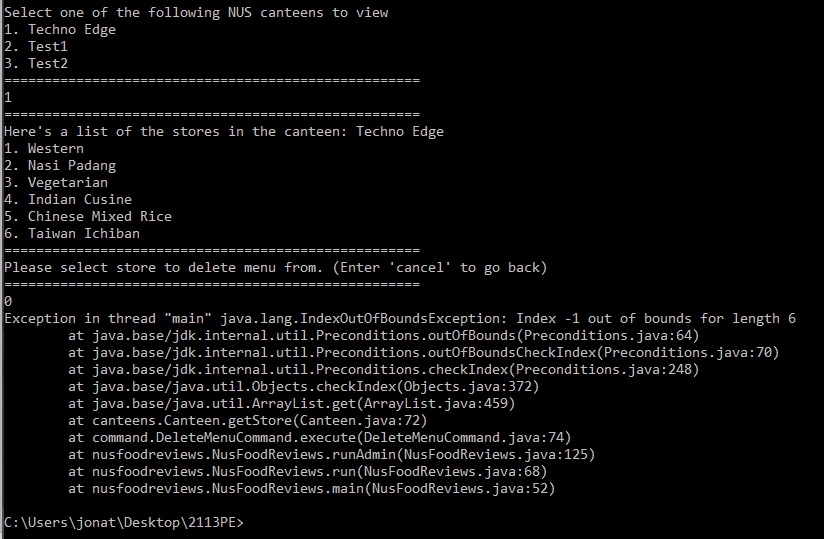 Select one of the following NUS canteens to view
1. Techno Edge
2. Test1
3. Test2
====================================================
1
====================================================
Here's a list of the stores in the canteen: Techno Edge
1. Western
2. Nasi Padang
3. Vegetarian
4. Indian Cusine
5. Chinese Mixed Rice
6. Taiwan Ichiban
====================================================
Please select store to delete menu from. (Enter 'cancel' to go back)
====================================================
0
Exception in thread "main" java.lang.IndexOutOfBoundsException: Index -1 out of bounds for length 6
        at java.base/jdk.internal.util.Preconditions.outOfBounds(Preconditions.java:64)
        at java.base/jdk.internal.util.Preconditions.outOfBoundsCheckIndex(Preconditions.java:70)
        at java.base/jdk.internal.util.Preconditions.checkIndex(Preconditions.java:248)
        at java.base/java.util.Objects.checkIndex(Objects.java:372)
        at java.base/java.util.ArrayList.get(ArrayList.java:459)
        at canteens.Canteen.getStore(Canteen.java:72)
        at command.DeleteMenuCommand.execute(DeleteMenuCommand.java:74)
        at nusfoodreviews.NusFoodReviews.runAdmin(NusFoodReviews.java:125)
        at nusfoodreviews.NusFoodReviews.run(NusFoodReviews.java:68)
        at nusfoodreviews.NusFoodReviews.main(NusFoodReviews.java:52)
C:\Users\jonat\Desktop\2113PE>